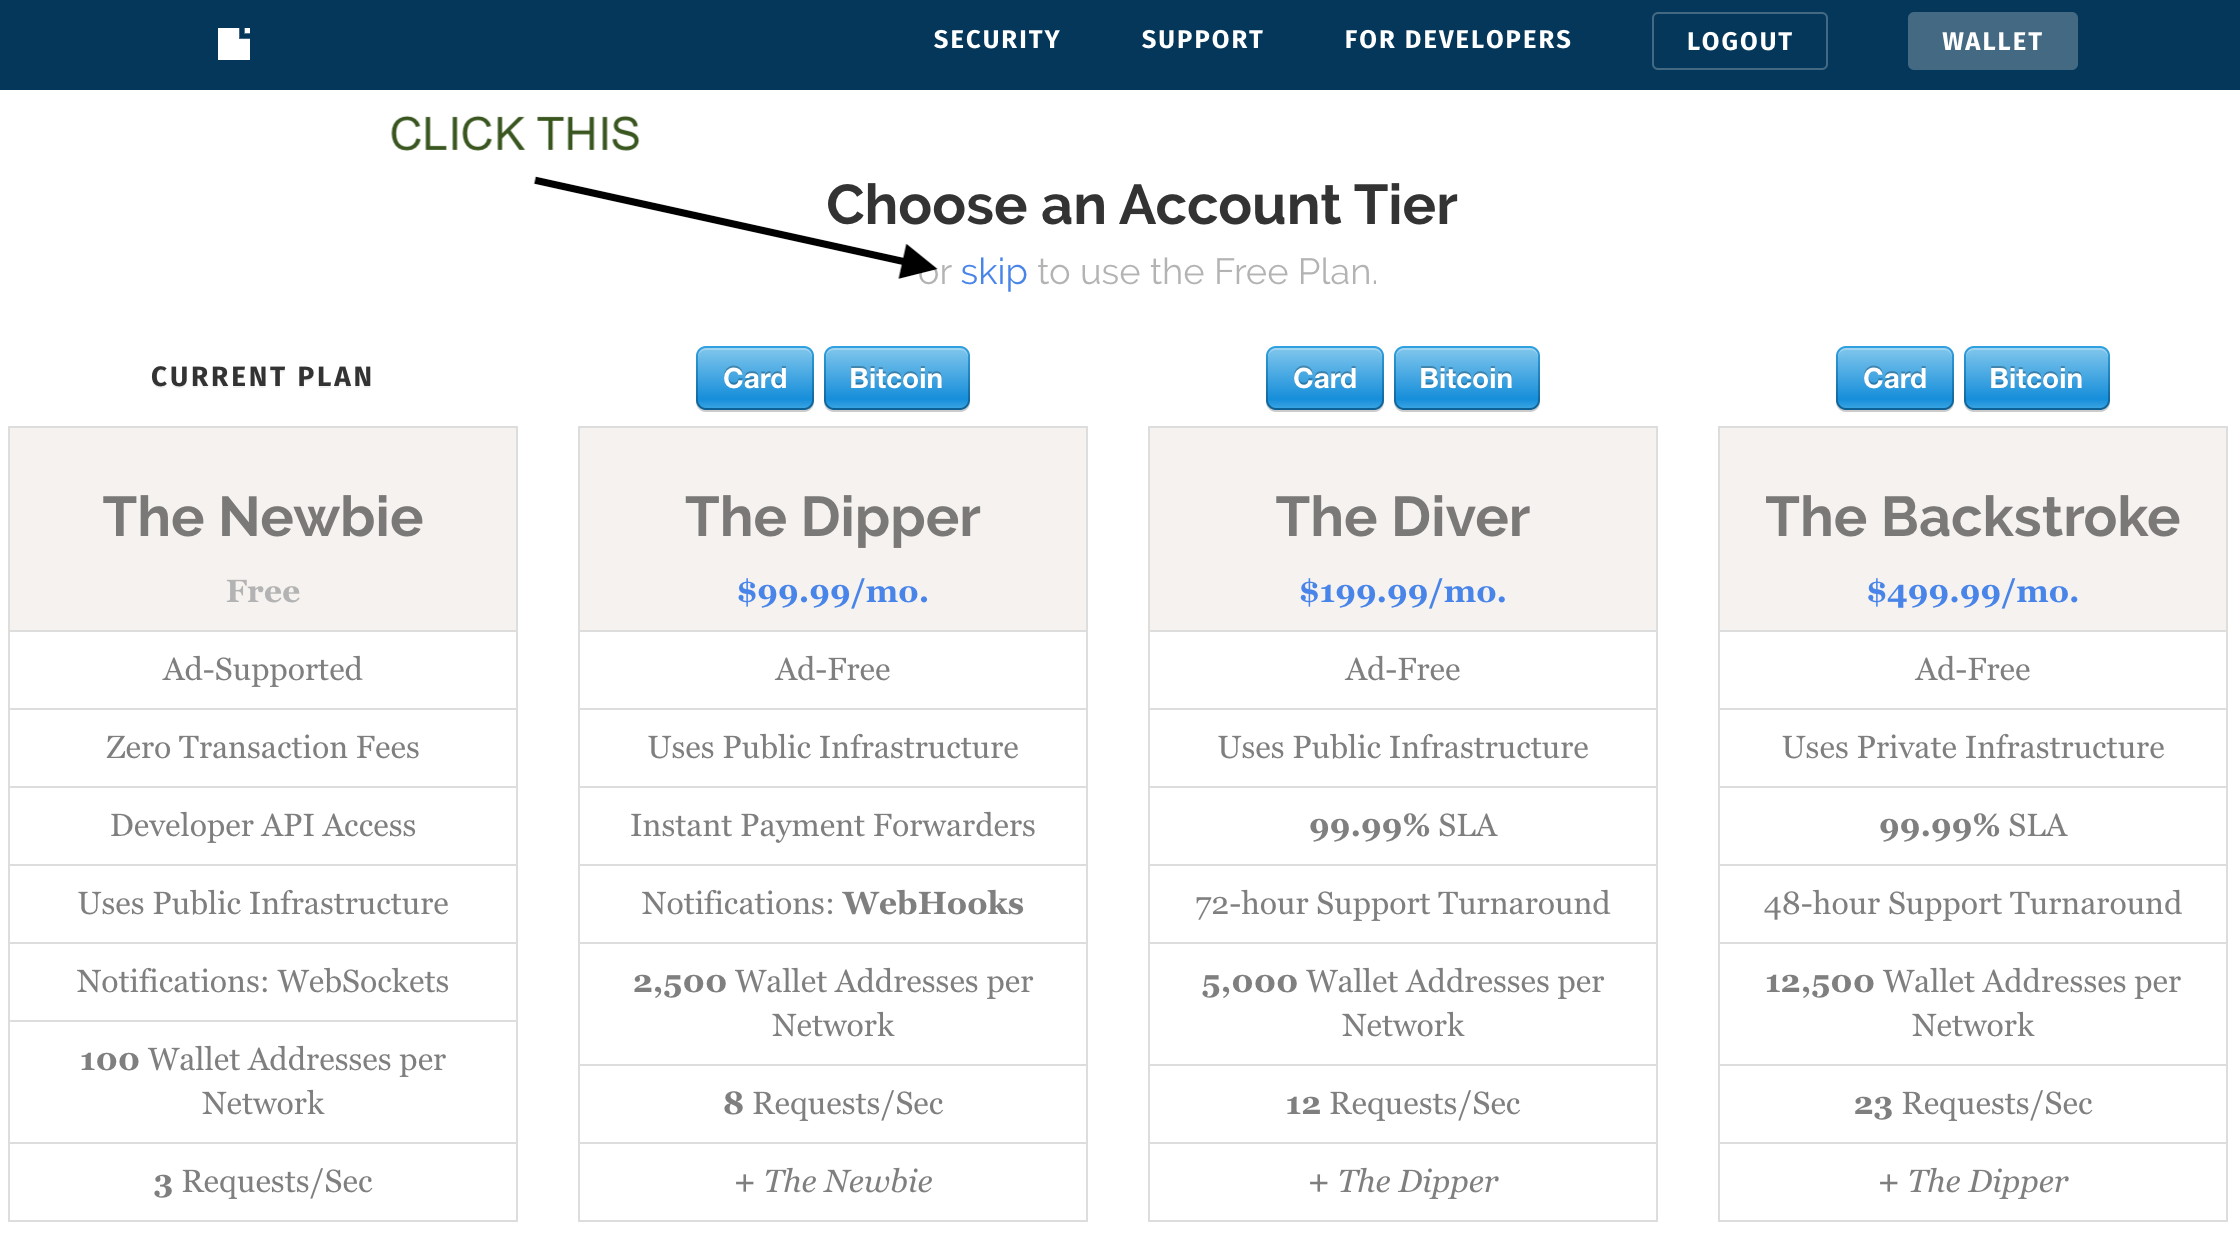 SECURITY
SUPPORT
FOR DEVELOPERS
LOGOUT
WALLET
CLICK THIS
Choose an Account Tier
or skip to use the Free Plan.
CURRENT PLAN
The Newbie
Free
Ad-Supported
Zero Transaction Fees
Developer API Access
Uses Public Infrastructure
Notifications: WebSockets
100 Wallet Addresses per
Network
3 Requests/Sec
Card
Bitcoin
The Dipper
$99.99/mo.
Ad-Free
Uses Public Infrastructure
Instant Payment Forwarders
Notifications: WebHooks
2,500 Wallet Addresses per
Network
8 Requests/Sec
+ The Newbie
Card
Bitcoin
The Diver
$199.99/mo.
Ad-Free
Uses Public Infrastructure
99.99% SLA
72-hour Support Turnaround
5,000 Wallet Addresses per
Network
12 Requests/Sec
+ The Dipper
Card
Bitcoin
The Backstroke
$499.99/mo.
Ad-Free
Uses Private Infrastructure
99.99% SLA
48-hour Support Turnaround
12,500 Wallet Addresses per
Network
23 Requests/Sec
+ The Dipper